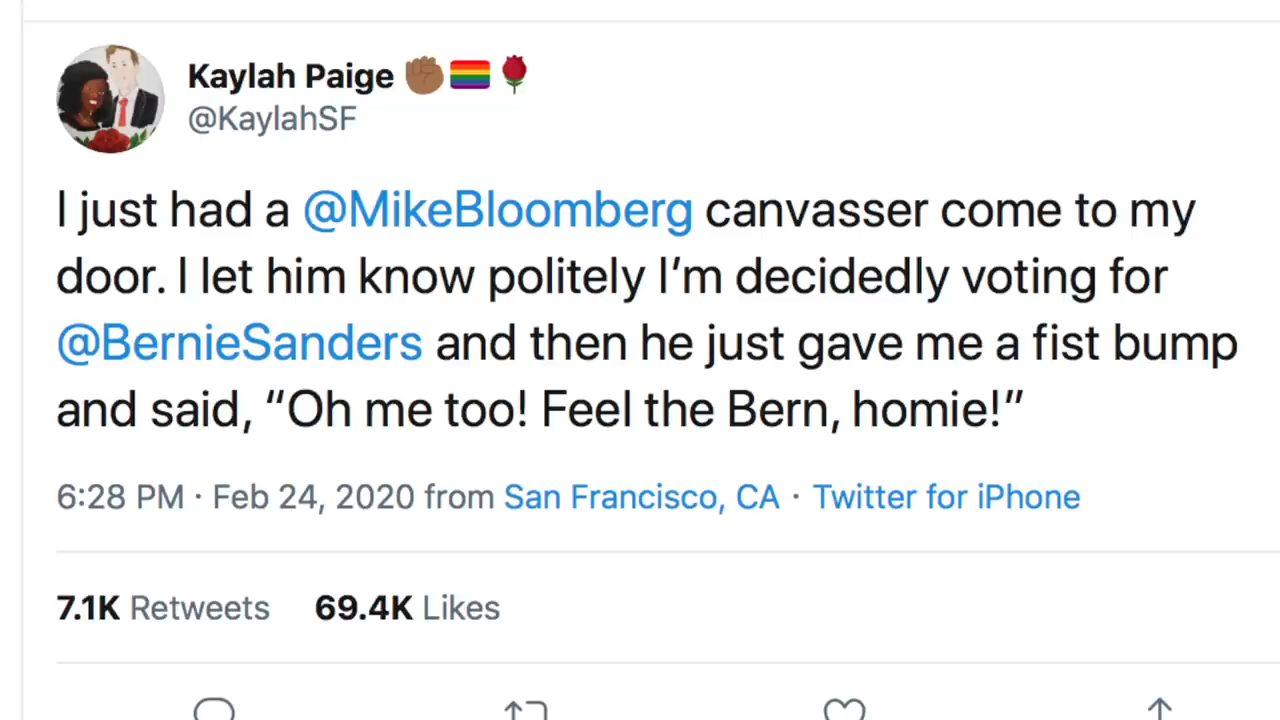 Kaylah Paige ✊🏾🏳️‍🌈🌹
@KaylahSF
I just had a @MikeBloomberg canvasser come to my
door. I let him know politely I’m decidedly voting for
@BernieSanders and then he just gave me a fist bump
and said, “Oh me too! Feel the Bern, homie!”
6:28 PM · Feb 24, 2020 from San Francisco, CA · Twitter for iPhone
7.1K Retweets 69.4K Likes